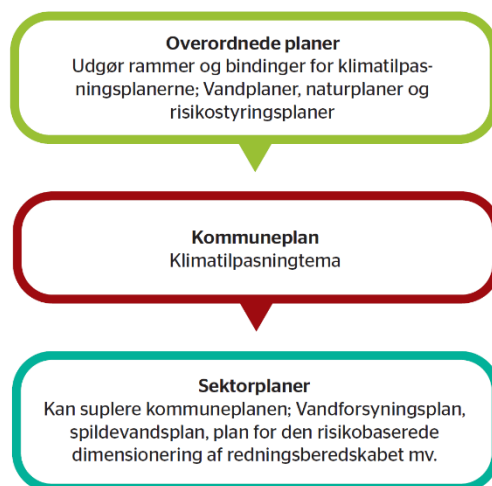 Overordnede planer
Udgør rammer og bindinger for klimatilpas-
ningsplanerne; Vandplaner, naturplaner og
risikostyringsplaner
Kommuneplan
Klimatilpasningtema
Sektorplaner
Kan suplere kommuneplanen; Vandforsyningsplan,
spildevandsplan, plan for den risikobaserede
dimensionering af redningsberedskabet mv.